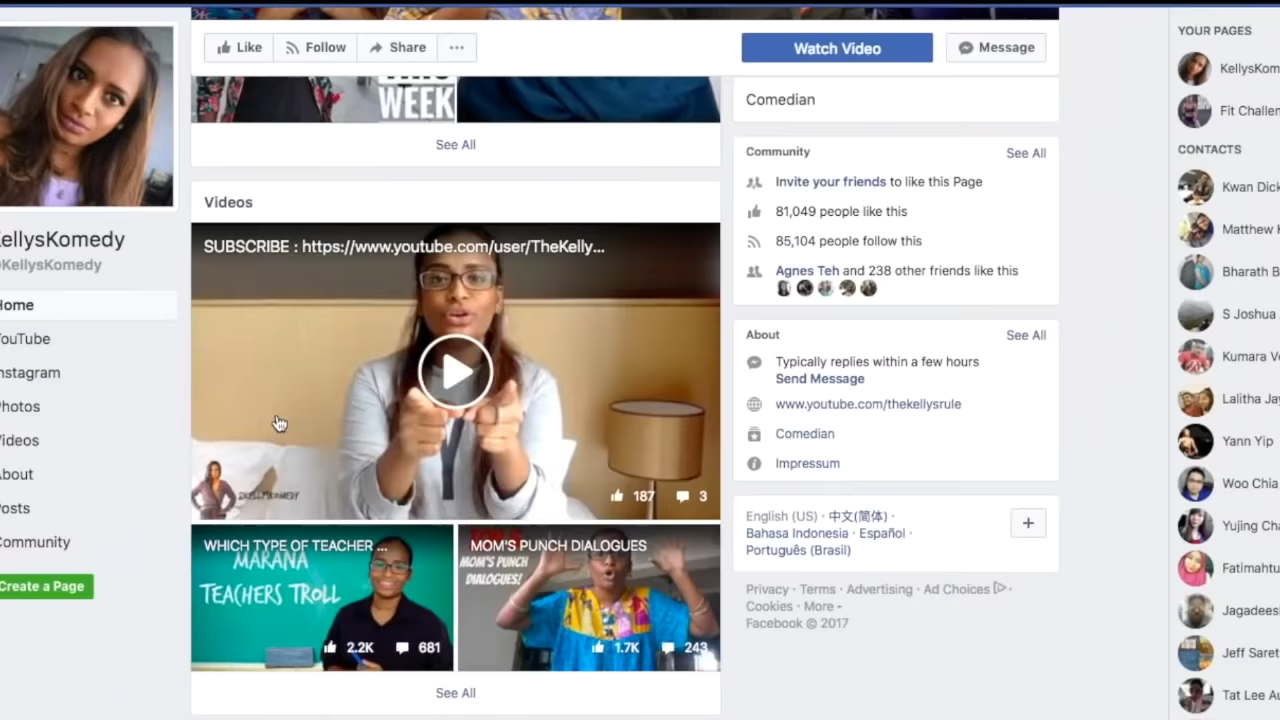 Like
Follow
Share
Watch Video
Message
WEEK
See All
ellysKomedy
KellysKomedy
ome
ouTube
nstagram
hotos
ideos
bout
osts
ommunity
Create a Page
Videos
SUBSCRIBE : https://www.youtube.com/user/TheKelly...
187
3
WHICH TYPE OF TEACHER ...
MARANA
TEACHERS TROLL
2.2K
681
MOM'S PUNCH DIALOGUES
MOM'S PUNCH
DIALOGUES!
1.7K
243
See All
Comedian
Community
See All
Invite your friends to like this Page
81,049 people like this
85,104 people follow this
Agnes Teh and 238 other friends like this
About
See All
Typically replies within a few hours
Send Message
www.youtube.com/thekellysrule
Comedian
Impressum
English (US) · 中文(简体) ·
Bahasa Indonesia · Español ·
Português (Brasil)
Privacy · Terms · Advertising · Ad Choices ·
Cookies · More
Facebook © 2017
YOUR PAGES
KellysKom
Fit Challen
CONTACTS
Kwan Dick
Matthew
Bharath B
S Joshua
Kumara V
Lalitha Jay
Yann Yip
Woo Chia
Yujing Cha
Fatimahtu
Jagadees
Jeff Saret
Tat Lee Au